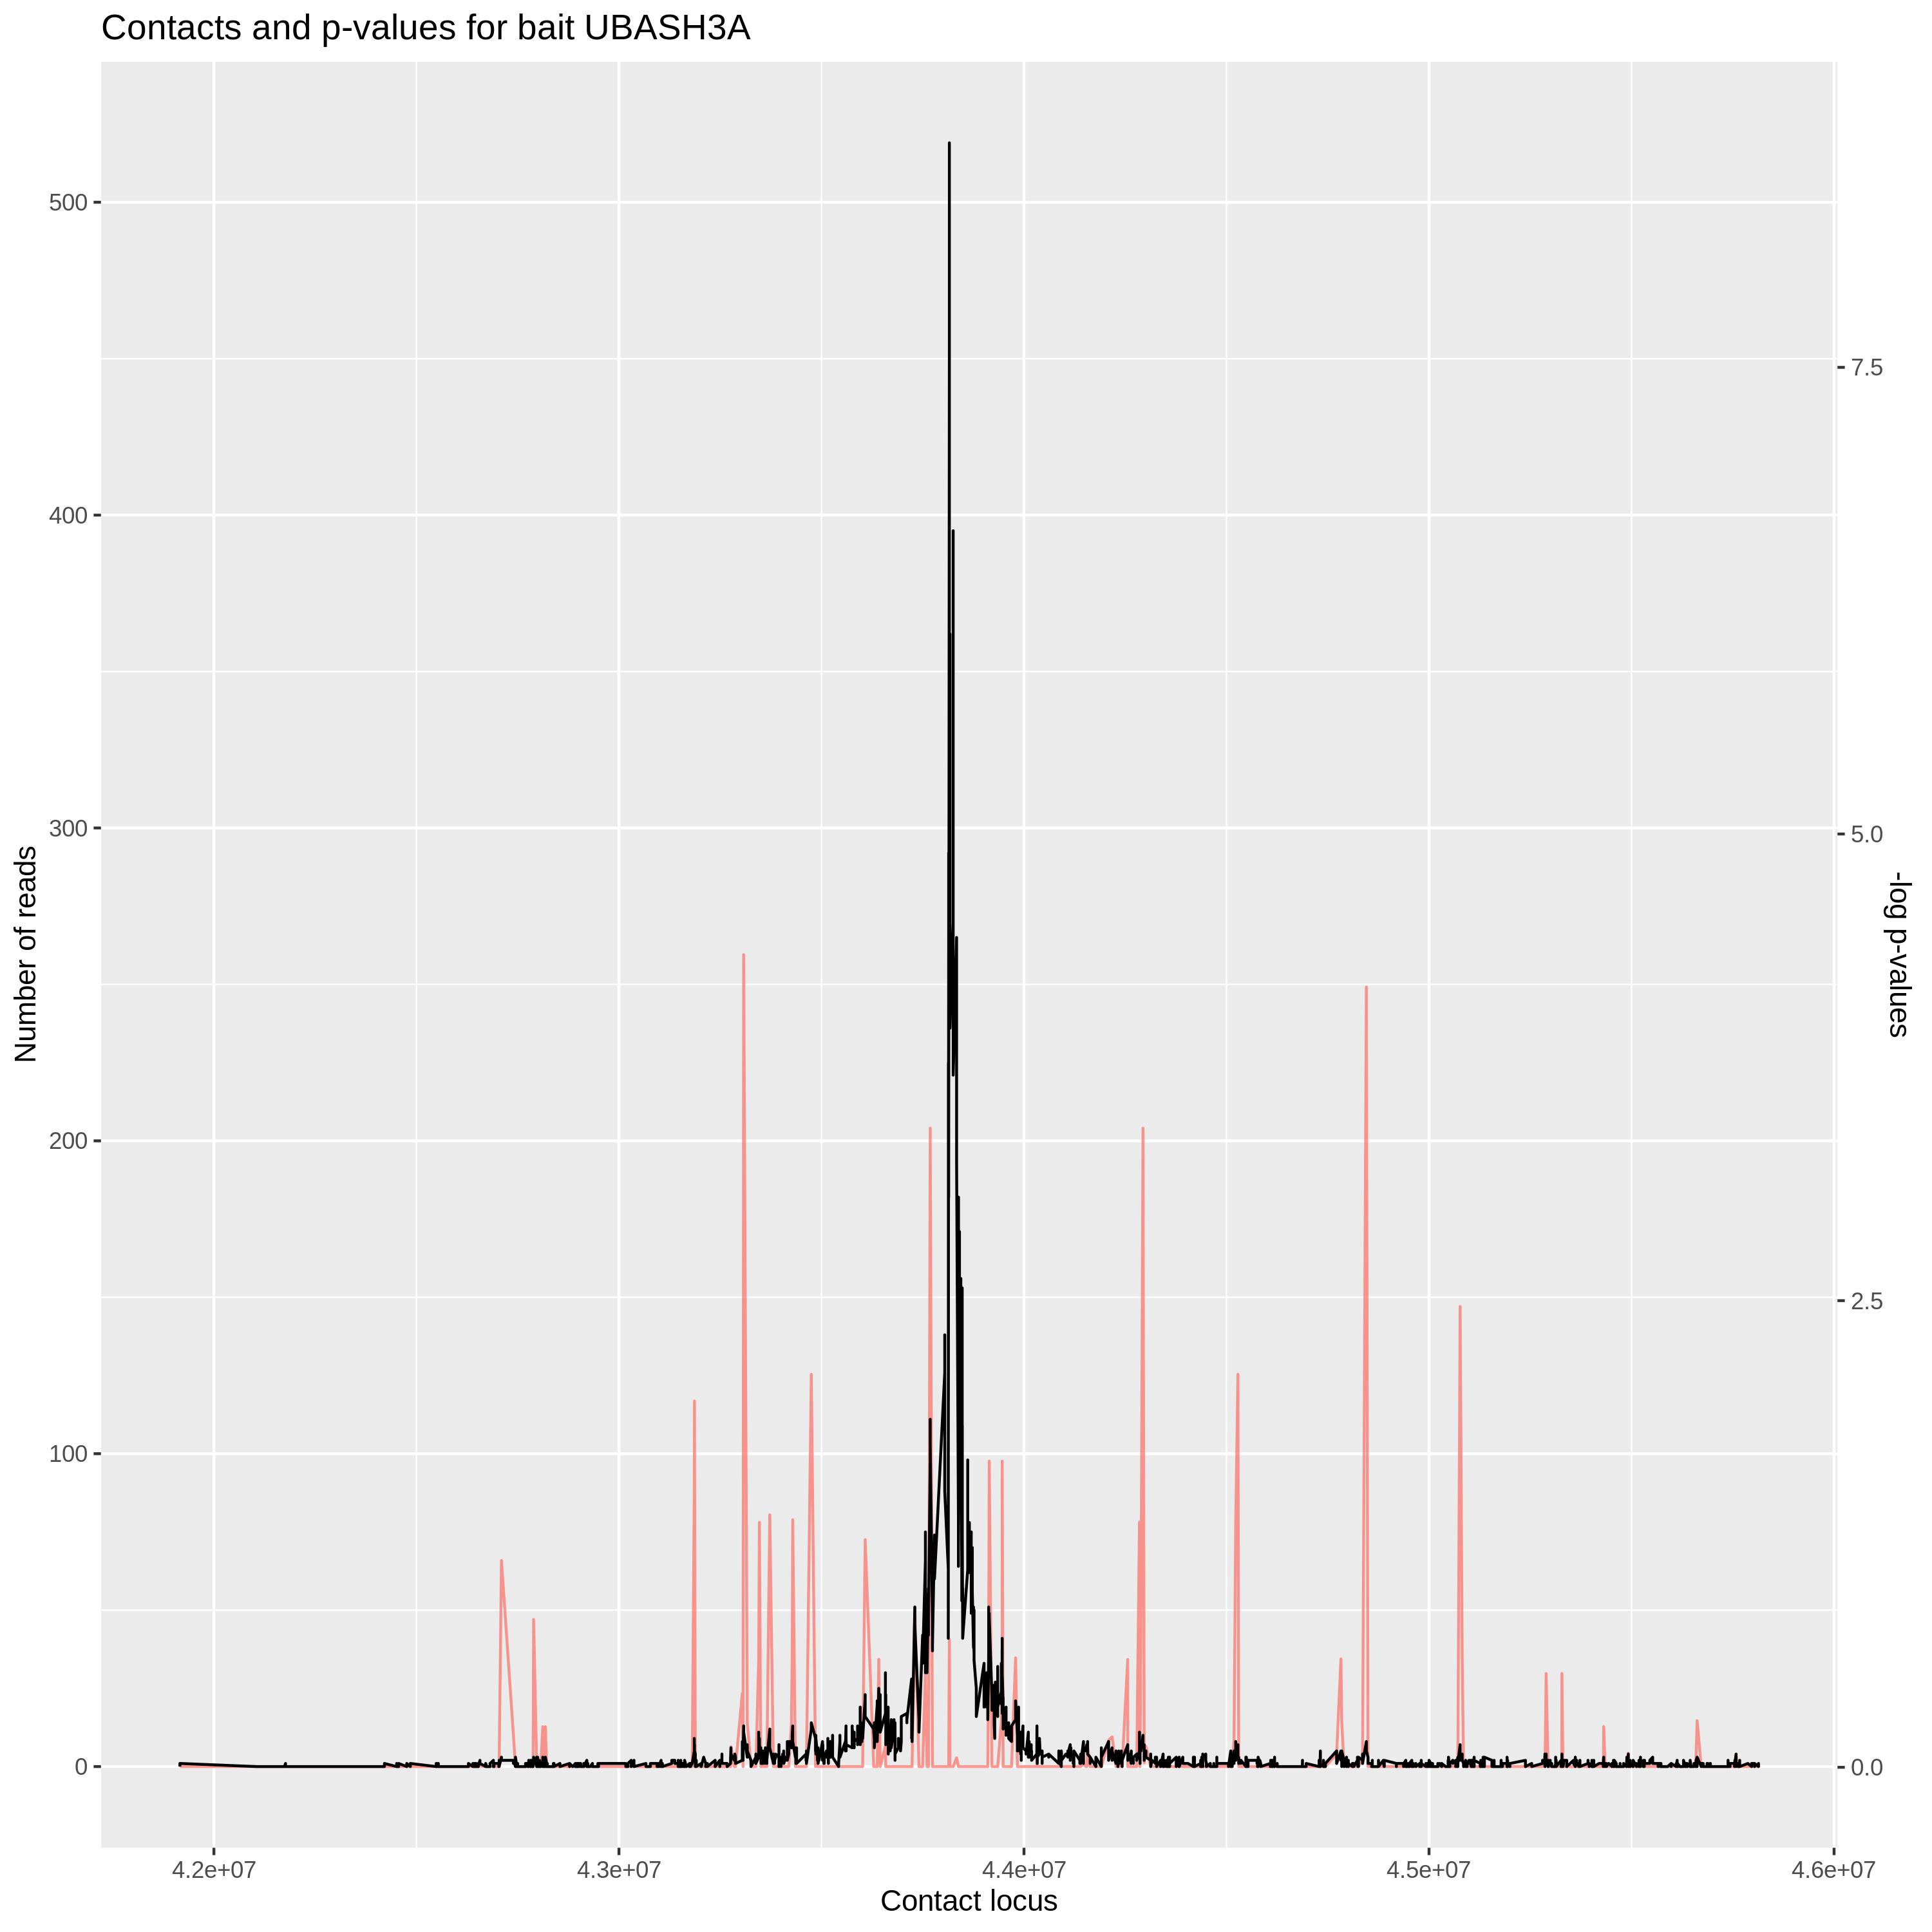 Contacts and p-values for bait UBASH3A
Number of reads
500
400
300
200
100
0
7.5
5.0
2.5
0.0
-log p-values
4.2e+07 4.3e+07 4.4e+07 4.5e+07 4.6e+07
Contact locus